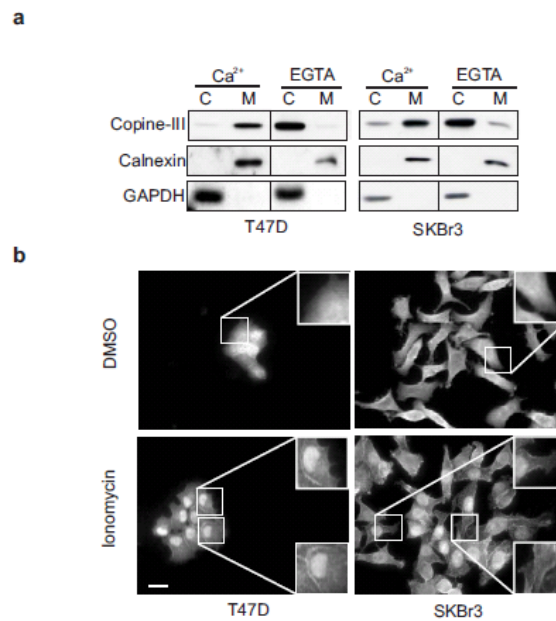 a
Ca²⁺ EGTA Ca²⁺ EGTA
C M C M C M C M
Copine-III
Calnexin
GAPDH
T47D SKBr3
b
DMSO
Ionomycin
T47D SKBr3